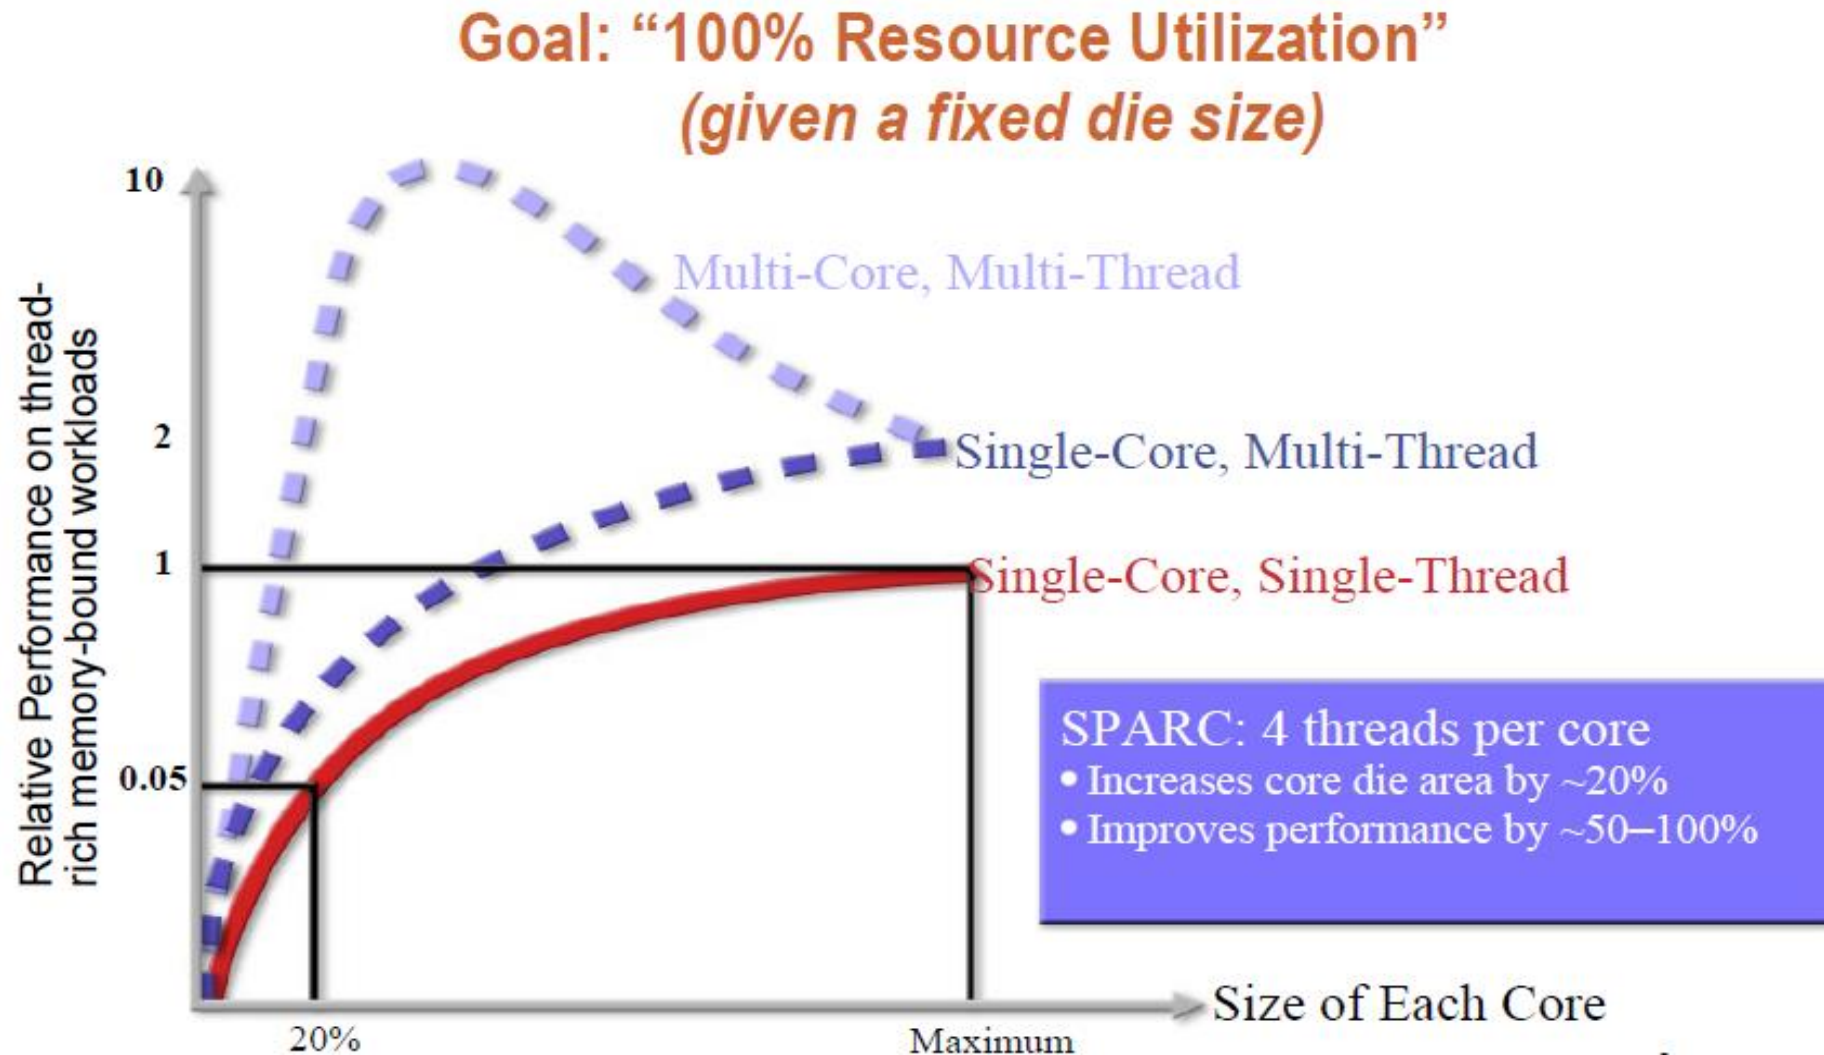 Goal: “100% Resource Utilization”
(given a fixed die size)
10
Multi-Core, Multi-Thread
Relative Performance on thread-
rich memory-bound workloads
2
Single-Core, Multi-Thread
1
Single-Core, Single-Thread
0.05
SPARC: 4 threads per core
• Increases core die area by ~20%
• Improves performance by ~50–100%
Size of Each Core
20%
Maximum